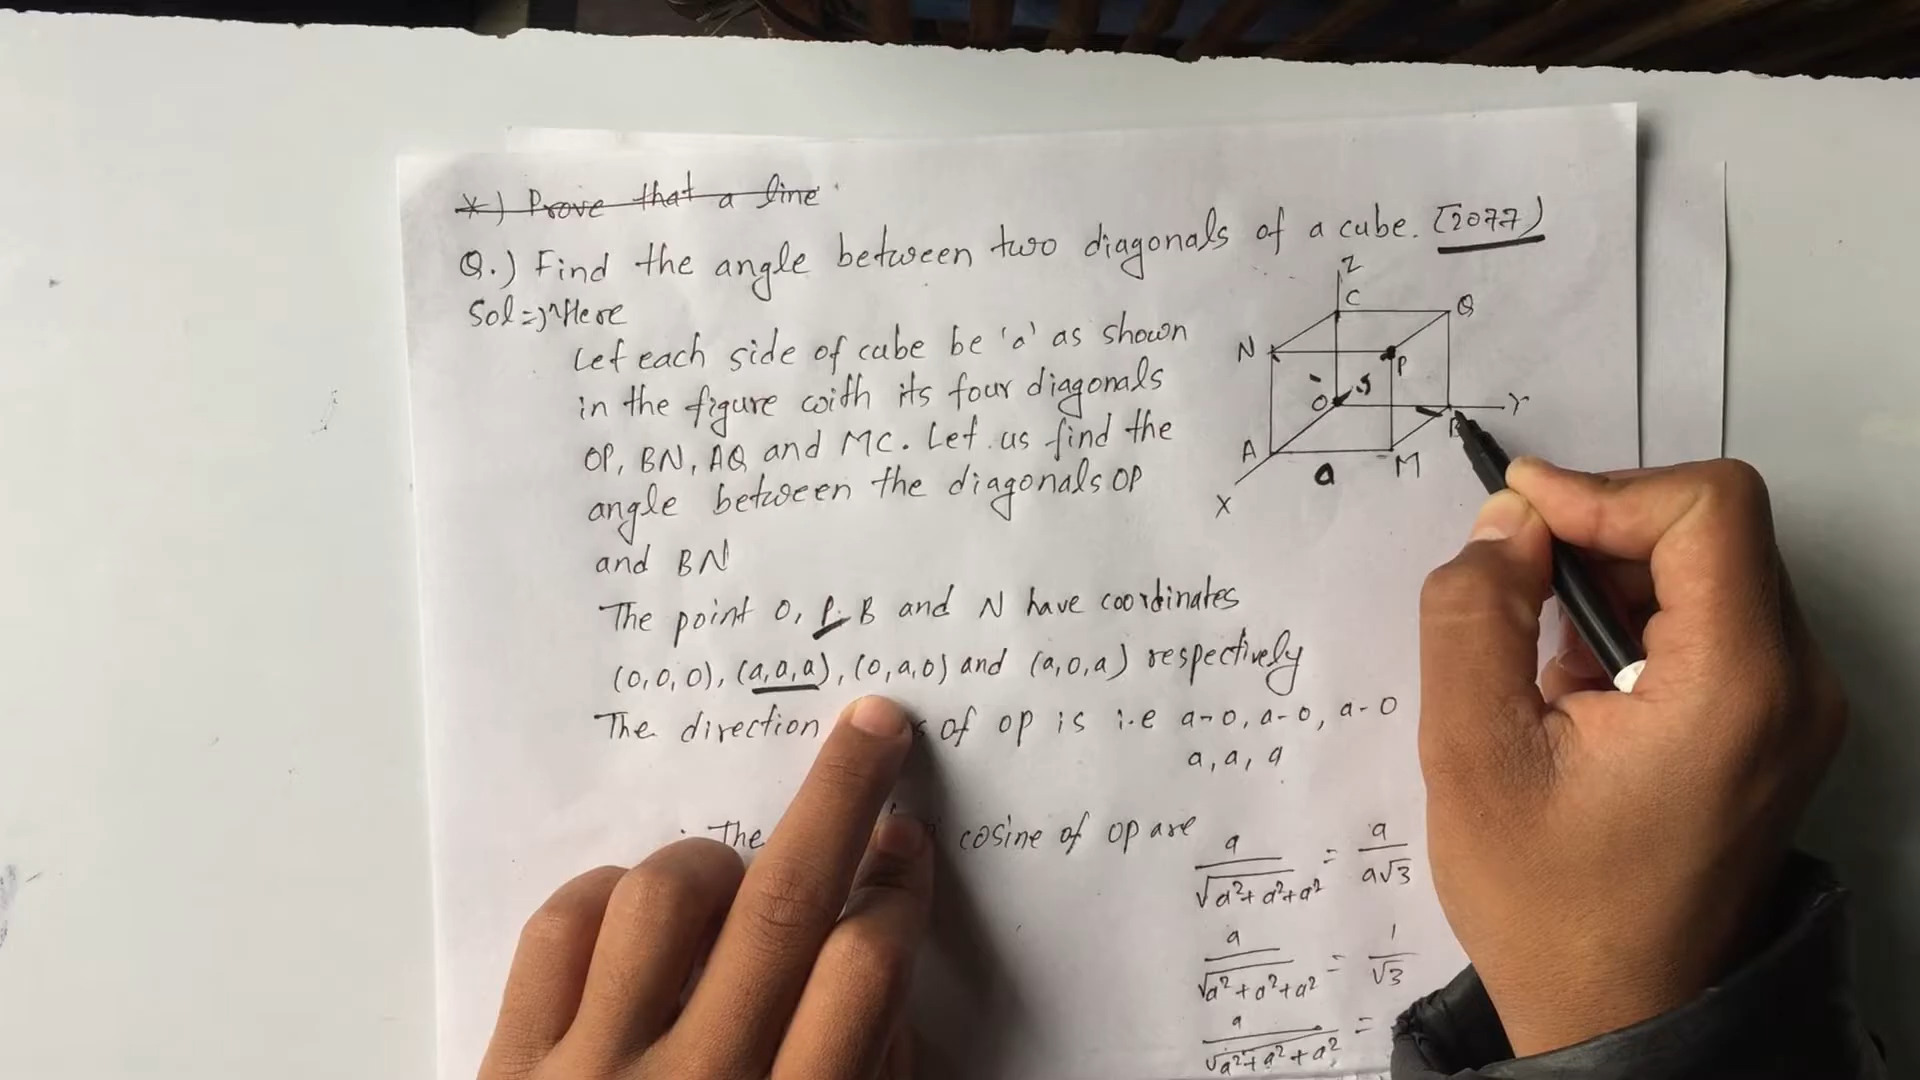 *) Prove that a line
Q.) Find the angle between two diagonals of a cube. [2077)
Sol=)ⁿHere
Let each side of cube be 'a' as shown
in the figure with its four diagonals
OP, BN, AQ and MC. Let us find the
angle between the diagonals OP
and BN
The point O, P, B and N have coordinates
(0,0,0), (a,a,a), (0,a,0) and (a,0,a) respectively
The direction of op is i.e a-0, a-0, a-0
a, a, a
The cosine of op are
a/√a²+a²+a² = a/a√3
a/√a²+a²+a² = 1/√3
a/√a²+a²+a² =
Z
C
Q
N
P
O
Y
B
A
a
M
X